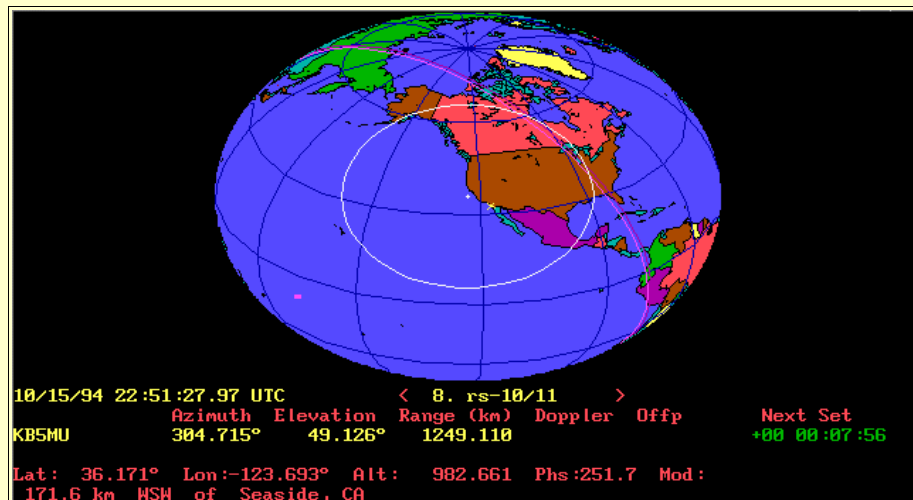 10/15/94 22:51:27.97 UTC < 8. rs-10/11 >
Azimuth Elevation Range (km) Doppler Offp Next Set
KB5MU 304.715° 49.126° 1249.110 +00 00:07:56
Lat: 36.171° Lon:-123.693° Alt: 982.661 Phs:251.7 Mod:
171.6 km WSW of Seaside, CA